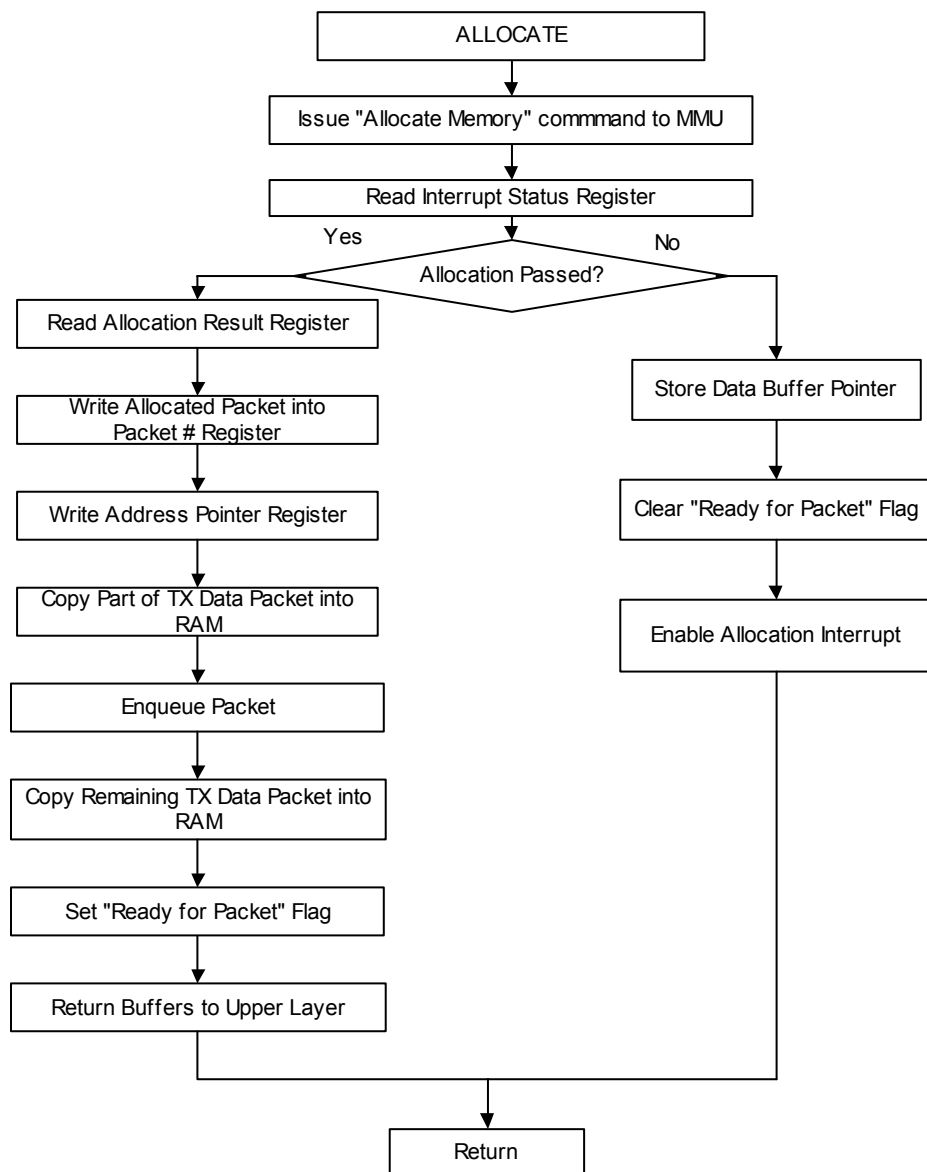 ALLOCATE
Issue "Allocate Memory" commmand to MMU
Read Interrupt Status Register
Yes
No
Allocation Passed?
Read Allocation Result Register
Write Allocated Packet into
Packet # Register
Write Address Pointer Register
Copy Part of TX Data Packet into
RAM
Enqueue Packet
Copy Remaining TX Data Packet into
RAM
Set "Ready for Packet" Flag
Return Buffers to Upper Layer
Store Data Buffer Pointer
Clear "Ready for Packet" Flag
Enable Allocation Interrupt
Return